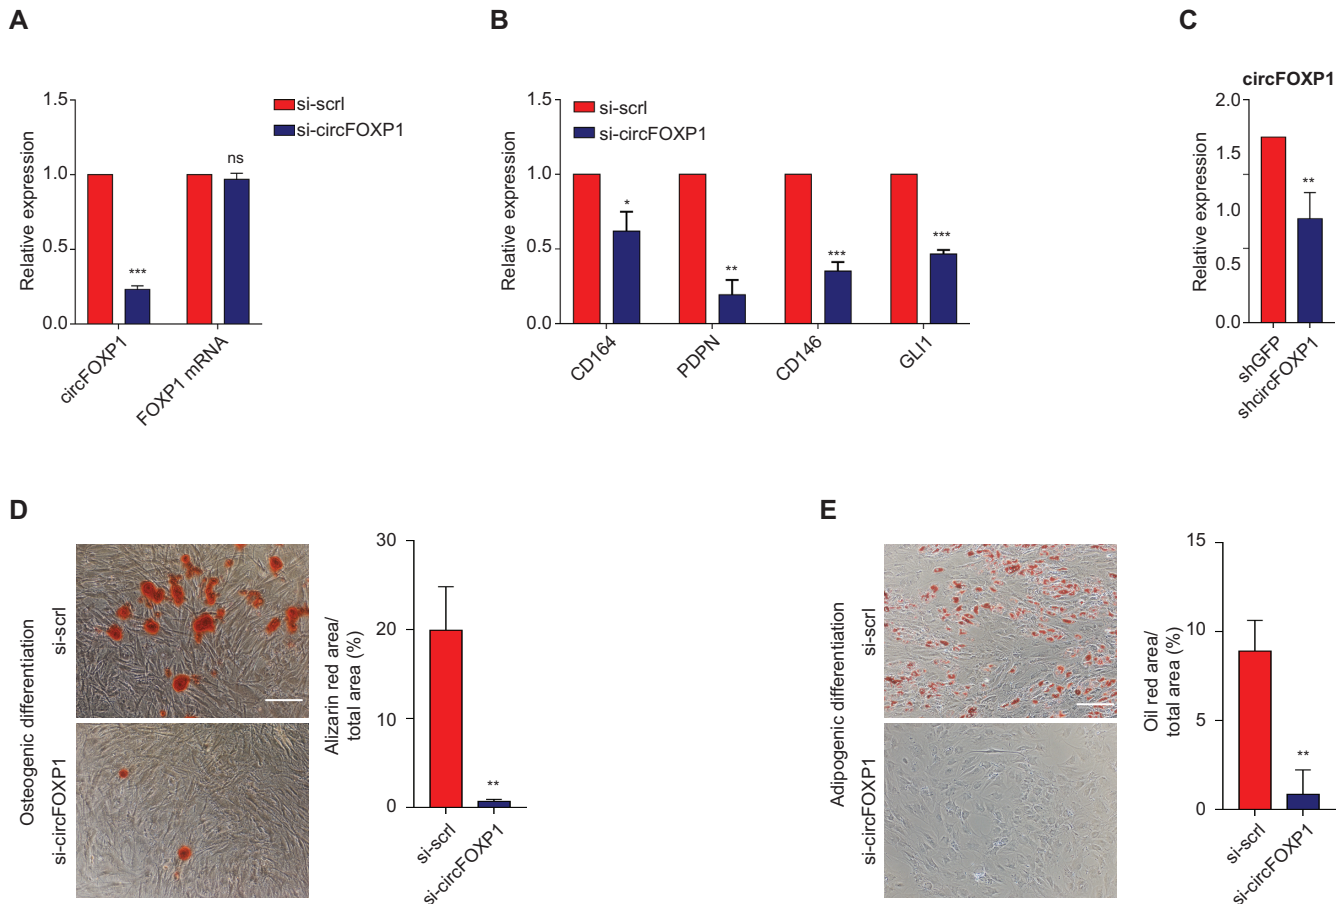 A
B
C
1.5
1.0
0.5
0.0
Relative expression
si-scrl
si-circFOXP1
***
ns
circFOXP1
FOXP1 mRNA
1.5
1.0
0.5
0.0
Relative expression
si-scrl
si-circFOXP1
*
**
***
***
CD164
PDPN
CD146
GLI1
circFOXP1
2.0
1.5
1.0
0.5
0.0
Relative expression
**
shGFP
shcircFOXP1
D
E
Osteogenic differentiation
si-scrl
si-circFOXP1
Alizarin red area/
total area (%)
30
20
10
0
**
si-scrl
si-circFOXP1
Adipogenic differentiation
si-scrl
si-circFOXP1
Oil red area/
total area (%)
15
10
5
0
**
si-scrl
si-circFOXP1